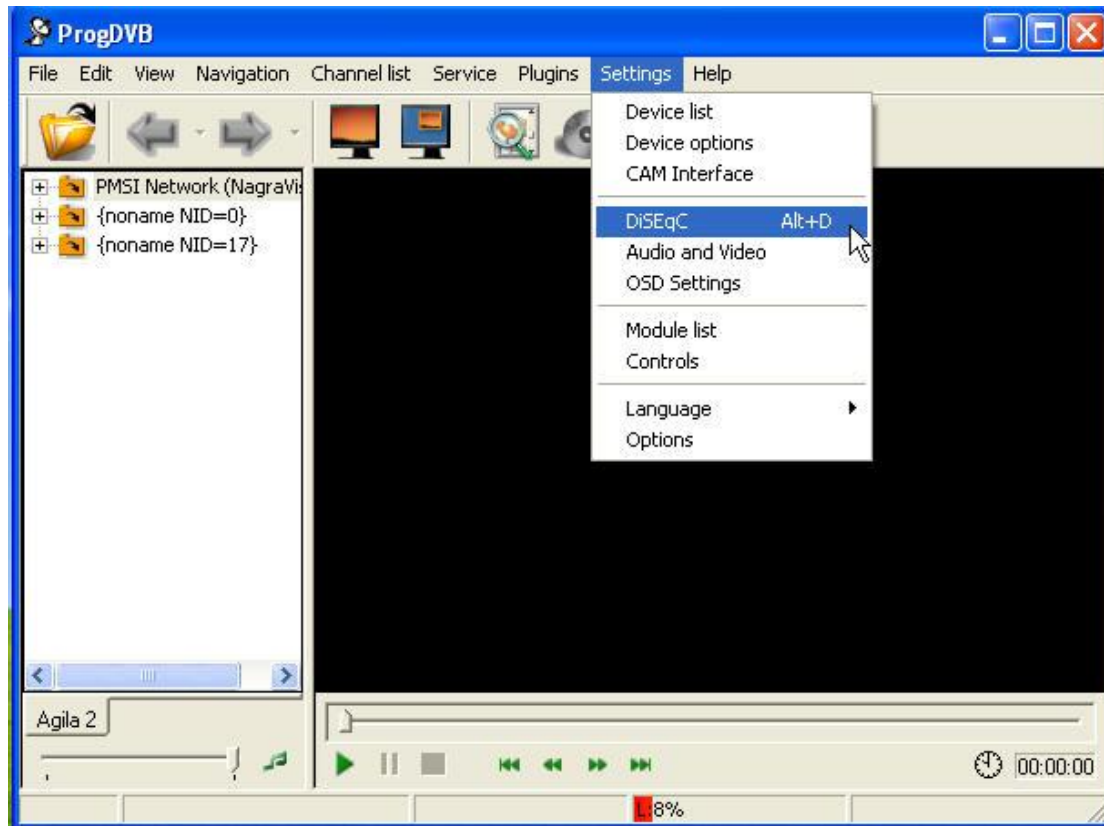 ProgDVB
File Edit View Navigation Channel list Service Plugins Settings Help
Device list
Device options
CAM Interface
DiSEqC Alt+D
Audio and Video
OSD Settings
Module list
Controls
Language
Options
PMSI Network (NagraVi
{noname NID=0}
{noname NID=17}
Agila 2
00:00:00
L:8%